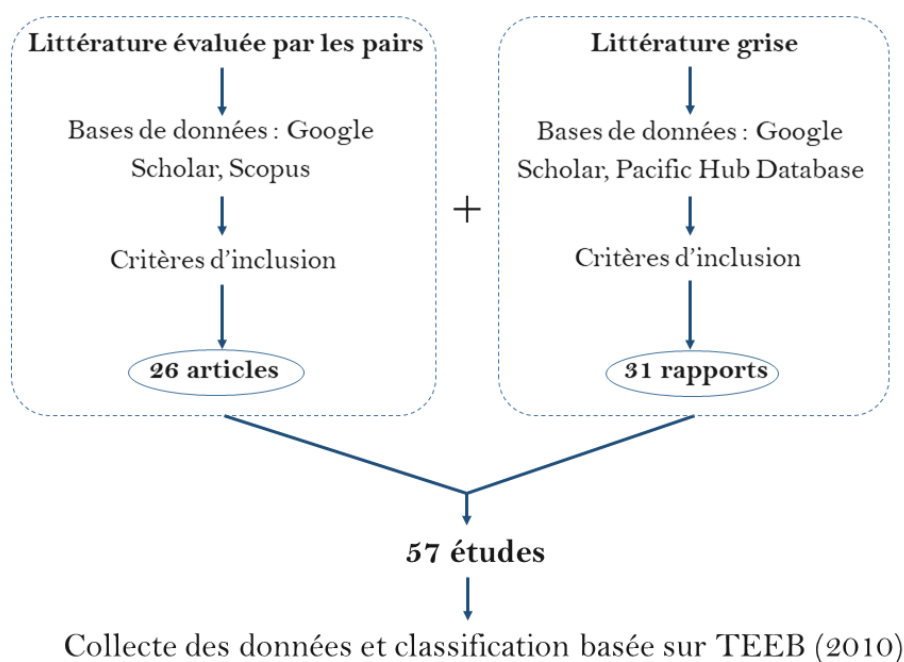 Littérature évaluée par les pairs
Bases de données : Google
Scholar, Scopus
Critères d'inclusion
26 articles
+
Littérature grise
Bases de données : Google
Scholar, Pacific Hub Database
Critères d'inclusion
31 rapports
57 études
Collecte des données et classification basée sur TEEB (2010)